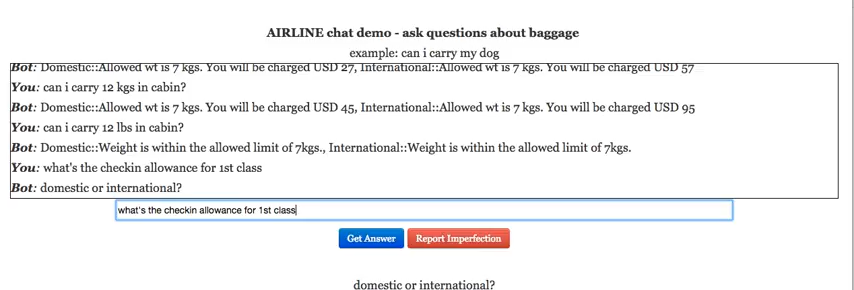 AIRLINE chat demo - ask questions about baggage
example: can i carry my dog
Bot: Domestic::Allowed wt is 7 kgs. You will be charged USD 27, International::Allowed wt is 7 kgs. You will be charged USD 57
You: can i carry 12 kgs in cabin?
Bot: Domestic::Allowed wt is 7 kgs. You will be charged USD 45, International::Allowed wt is 7 kgs. You will be charged USD 95
You: can i carry 12 lbs in cabin?
Bot: Domestic::Weight is within the allowed limit of 7kgs., International::Weight is within the allowed limit of 7kgs.
You: what's the checkin allowance for 1st class
Bot: domestic or international?
what's the checkin allowance for 1st class
Get Answer Report Imperfection
domestic or international?